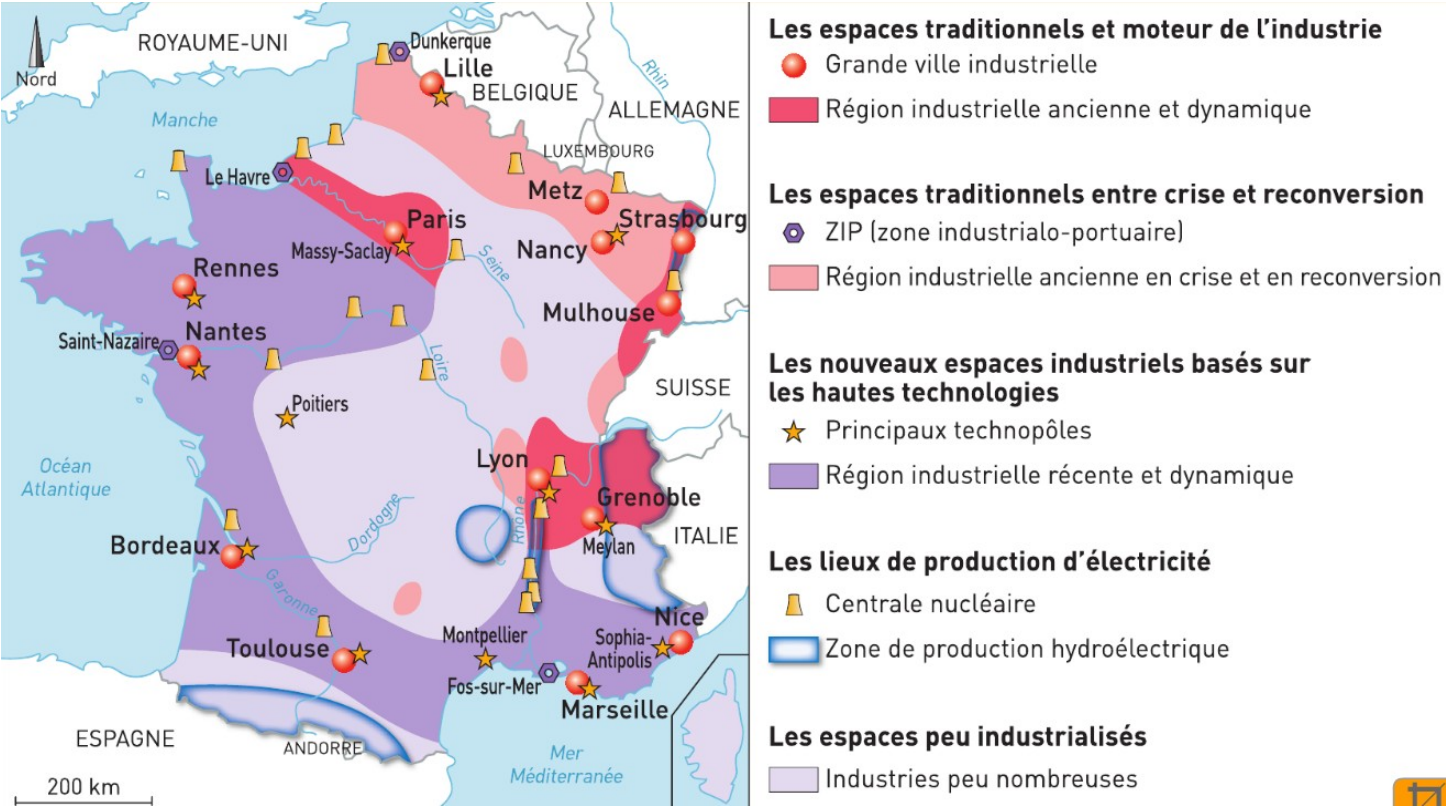 ROYAUME-UNI
Nord
Dunkerque
Lille
BELGIQUE
Rhin
ALLEMAGNE
Manche
LUXEMBOURG
Le Havre
Metz
Paris
Strasbourg
Massy-Saclay
Nancy
Seine
Rennes
Mulhouse
Saint-Nazaire
Nantes
Loire
SUISSE
Poitiers
Océan
Atlantique
Lyon
Grenoble
Rhône
Dordogne
ITALIE
Bordeaux
Meylan
Garonne
Nice
Toulouse
Montpellier
Sophia-
Antipolis
Fos-sur-Mer
Marseille
ESPAGNE
ANDORRE
Mer
Méditerranée
200 km
Les espaces traditionnels et moteur de l'industrie
Grande ville industrielle
Région industrielle ancienne et dynamique
Les espaces traditionnels entre crise et reconversion
ZIP (zone industrialo-portuaire)
Région industrielle ancienne en crise et en reconversion
Les nouveaux espaces industriels basés sur
les hautes technologies
Principaux technopôles
Région industrielle récente et dynamique
Les lieux de production d'électricité
Centrale nucléaire
Zone de production hydroélectrique
Les espaces peu industrialisés
Industries peu nombreuses